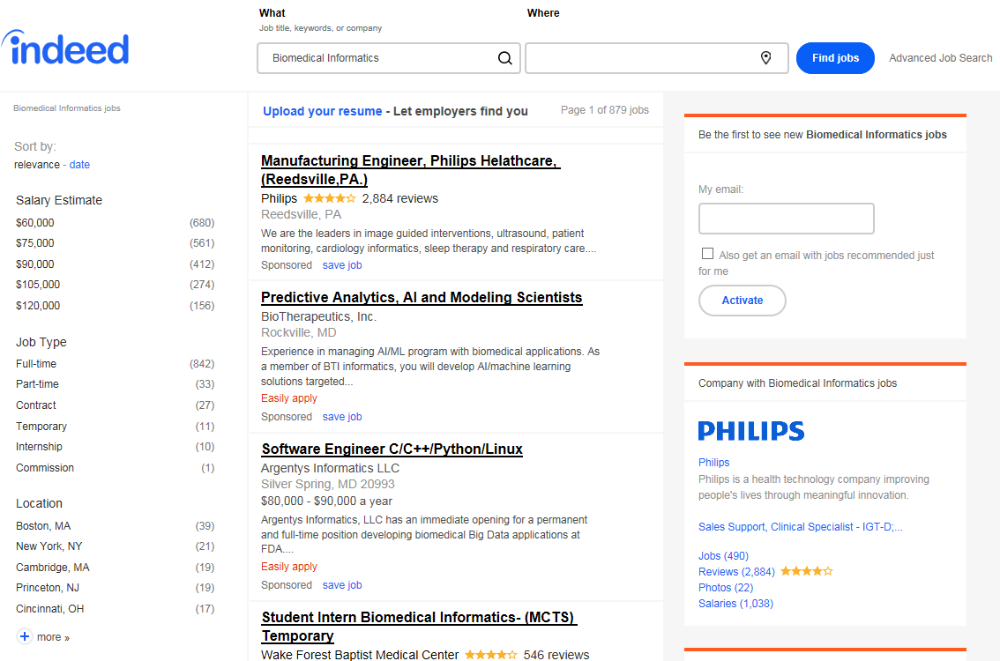 indeed
What
Where
Job title, keywords, or company
Biomedical Informatics
Find jobs
Advanced Job Search
Biomedical Informatics jobs
Sort by:
relevance - date
Salary Estimate
$60,000 (680)
$75,000 (561)
$90,000 (412)
$105,000 (274)
$120,000 (156)
Job Type
Full-time (842)
Part-time (33)
Contract (27)
Temporary (11)
Internship (10)
Commission (1)
Location
Boston, MA (39)
New York, NY (21)
Cambridge, MA (19)
Princeton, NJ (19)
Cincinnati, OH (17)
+ more »
Upload your resume - Let employers find you
Page 1 of 879 jobs
Manufacturing Engineer, Philips Helathcare,
(Reedsville,PA.)
Philips 2,884 reviews
Reedsville, PA
We are the leaders in image guided interventions, ultrasound, patient
monitoring, cardiology informatics, sleep therapy and respiratory care....
Sponsored save job
Predictive Analytics, AI and Modeling Scientists
BioTherapeutics, Inc.
Rockville, MD
Experience in managing AI/ML program with biomedical applications. As
a member of BTI informatics, you will develop AI/machine learning
solutions targeted...
Easily apply
Sponsored save job
Software Engineer C/C++/Python/Linux
Argentys Informatics LLC
Silver Spring, MD 20993
$80,000 - $90,000 a year
Argentys Informatics, LLC has an immediate opening for a permanent
and full-time position developing biomedical Big Data applications at
FDA....
Easily apply
Sponsored save job
Student Intern Biomedical Informatics- (MCTS)
Temporary
Wake Forest Baptist Medical Center 546 reviews
Be the first to see new Biomedical Informatics jobs
My email:
Also get an email with jobs recommended just
for me
Activate
Company with Biomedical Informatics jobs
PHILIPS
Philips
Philips is a health technology company improving
people's lives through meaningful innovation.
Sales Support, Clinical Specialist - IGT-D;...
Jobs (490)
Reviews (2,884)
Photos (22)
Salaries (1,038)